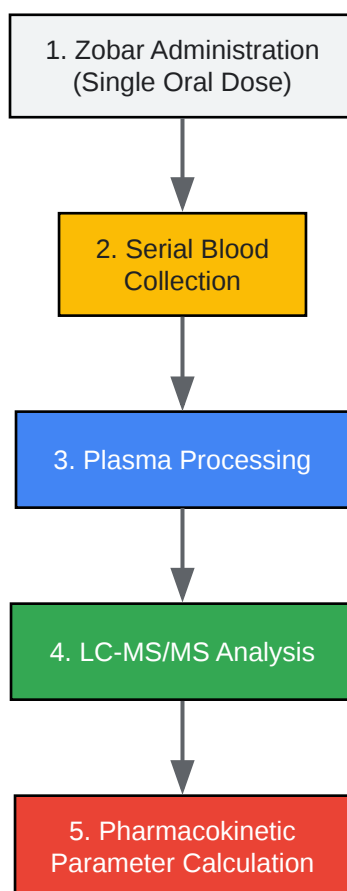 1. Zobar Administration
(Single Oral Dose)
2. Serial Blood
Collection
3. Plasma Processing
4. LC-MS/MS Analysis
5. Pharmacokinetic
Parameter Calculation